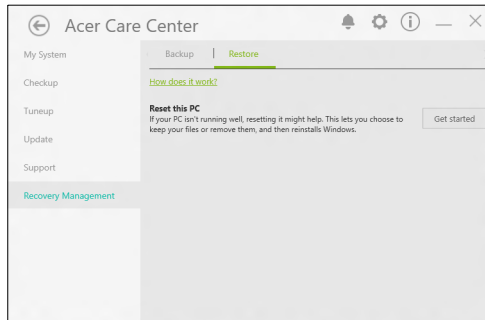 Acer Care Center
My System
Checkup
Tuneup
Update
Support
Recovery Management
Backup
Restore
How does it work?
Reset this PC
If your PC isn't running well, resetting it might help. This lets you choose to
keep your files or remove them, and then reinstalls Windows.
Get started